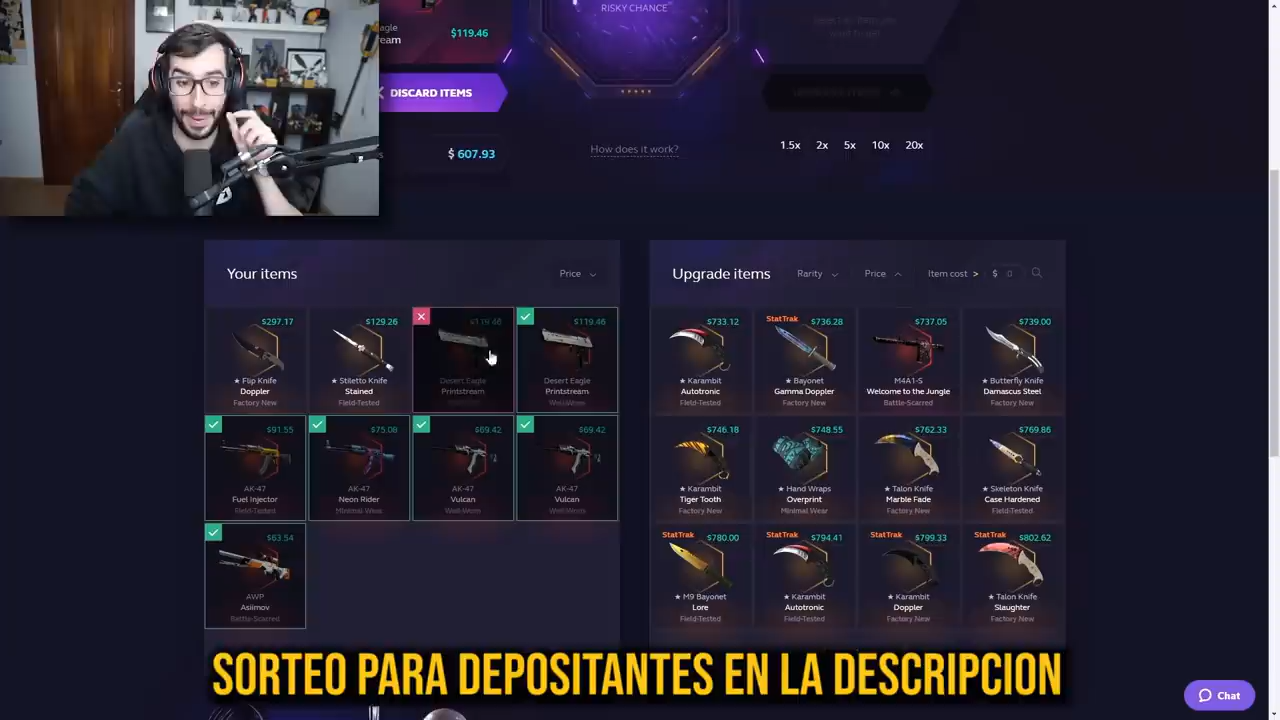 RISKY CHANCE
$119.46
DISCARD ITEMS
$ 607.93
How does it work?
1.5x 2x 5x 10x 20x
Your items
Price
Upgrade items
Rarity
Price
Item cost > $ 0
$297.17
★ Flip Knife
Doppler
Factory New
$129.26
★ Stiletto Knife
Stained
Field-Tested
$119.46
Desert Eagle
Printstream
$119.46
Desert Eagle
Printstream
Well-Worn
$91.55
AK-47
Fuel Injector
Field-Tested
$75.08
AK-47
Neon Rider
Minimal Wear
$69.42
AK-47
Vulcan
Well-Worn
$69.42
AK-47
Vulcan
Well-Worn
$63.54
AWP
Asiimov
Battle-Scarred
$733.12
★ Karambit
Autotronic
Field-Tested
StatTrak
$736.28
★ Bayonet
Gamma Doppler
Factory New
$737.05
M4A1-S
Welcome to the Jungle
Battle-Scarred
$739.00
★ Butterfly Knife
Damascus Steel
Factory New
$746.18
★ Karambit
Tiger Tooth
Factory New
$748.55
★ Hand Wraps
Overprint
Minimal Wear
$762.33
★ Talon Knife
Marble Fade
Factory New
$769.86
★ Skeleton Knife
Case Hardened
Field-Tested
StatTrak
$780.00
★ M9 Bayonet
Lore
Field-Tested
StatTrak
$794.41
★ Karambit
Autotronic
Field-Tested
StatTrak
$799.33
★ Karambit
Doppler
Factory New
StatTrak
$802.62
★ Talon Knife
Slaughter
Factory New
SORTEO PARA DEPOSITANTES EN LA DESCRIPCION
Chat